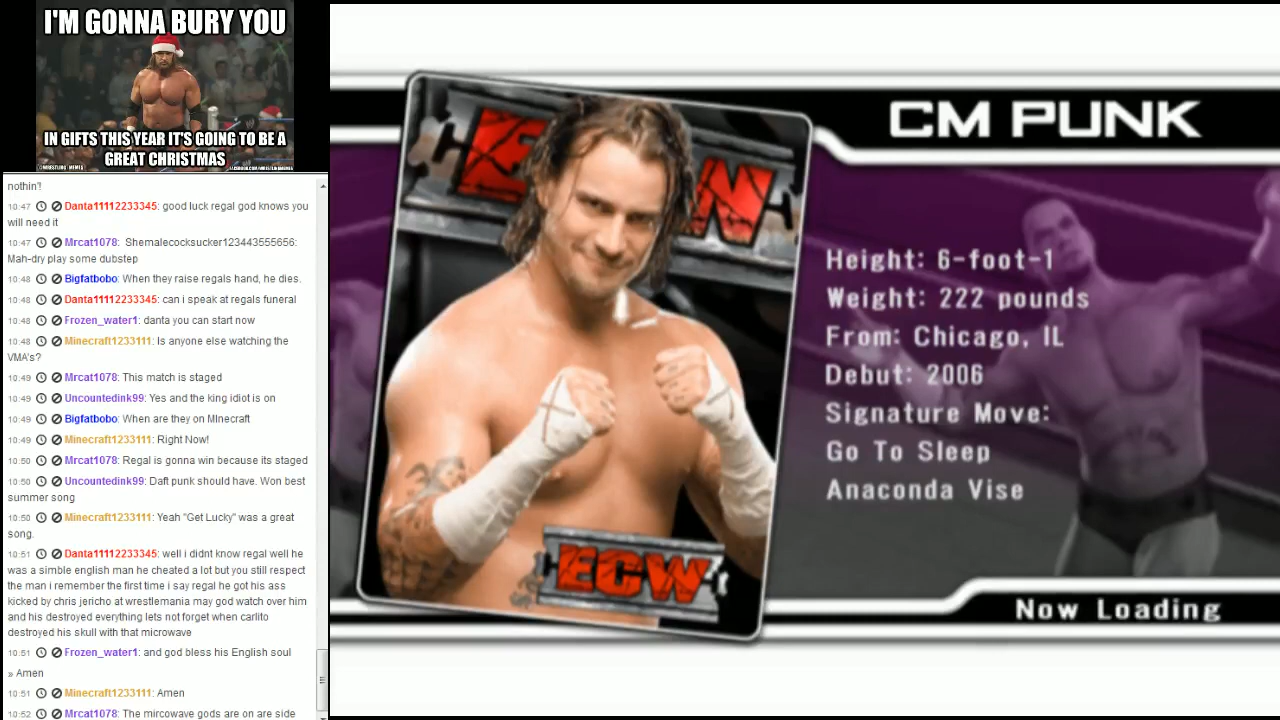 I'M GONNA BURY YOU
IN GIFTS THIS YEAR IT'S GOING TO BE A
GREAT CHRISTMAS
nothin'!
10:47 Danta11112233345: good luck regal god knows you
will need it
10:47 Mrcat1078: Shemalecocksucker123443555656:
Mah-dry play some dubstep
10:48 Bigfatbobo: When they raise regals hand, he dies.
10:48 Danta11112233345: can i speak at regals funeral
10:48 Frozen_water1: danta you can start now
10:48 Minecraft1233111: Is anyone else watching the
VMA's?
10:49 Mrcat1078: This match is staged
10:49 Uncountedink99: Yes and the king idiot is on
10:49 Bigfatbobo: When are they on MInecraft
10:49 Minecraft1233111: Right Now!
10:50 Mrcat1078: Regal is gonna win because its staged
10:50 Uncountedink99: Daft punk should have. Won best
summer song
10:50 Minecraft1233111: Yeah "Get Lucky" was a great
song.
10:51 Danta11112233345: well i didnt know regal well he
was a simble english man he cheated a lot but you still respect
the man i remember the first time i say regal he got his ass
kicked by chris jericho at wrestlemania may god watch over him
and his destroyed everything lets not forget when carlito
destroyed his skull with that microwave
10:51 Frozen_water1: and god bless his English soul
» Amen
10:51 Minecraft1233111: Amen
10:52 Mrcat1078: The mircowave gods are on are side
ECW
CM PUNK
Height: 6-foot-1
Weight: 222 pounds
From: Chicago, IL
Debut: 2006
Signature Move:
Go To Sleep
Anaconda Vise
Now Loading